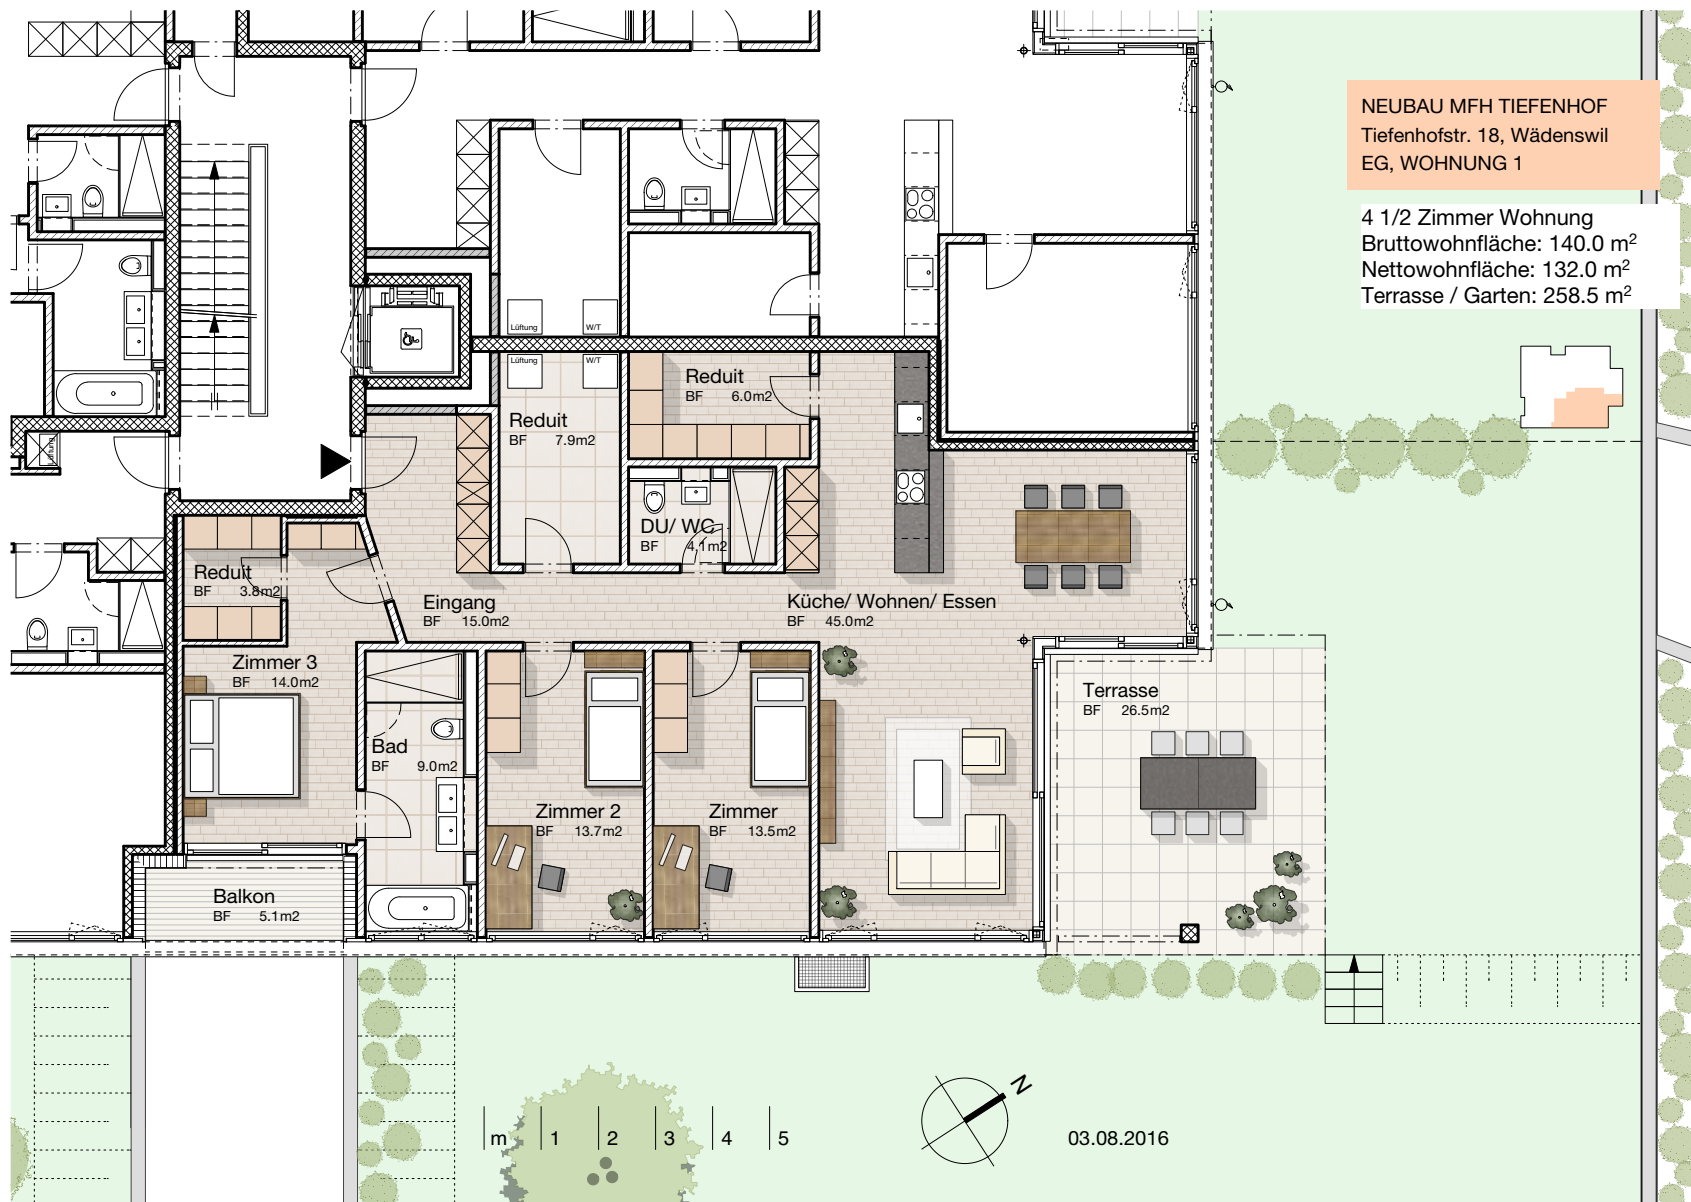 NEUBAU MFH TIEFENHOF
Tiefenhofstr. 18, Wädenswil
EG, WOHNUNG 1
4 1/2 Zimmer Wohnung
Bruttowohnfläche: 140.0 m²
Nettowohnfläche: 132.0 m²
Terrasse / Garten: 258.5 m²
Lüftung
W/T
Lüftung
W/T
Reduit
BF 6.0m2
Reduit
BF 7.9m2
Lüftung
DU/ WC
BF 4.1m2
Reduit
BF 3.8m2
Eingang
BF 15.0m2
Küche/ Wohnen/ Essen
BF 45.0m2
Zimmer 3
BF 14.0m2
Terrasse
BF 26.5m2
Bad
BF 9.0m2
Zimmer 2
BF 13.7m2
Zimmer
BF 13.5m2
Balkon
BF 5.1m2
N
m 1 2 3 4 5
03.08.2016